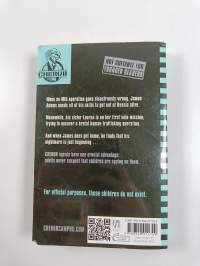 CHERUB
NOT SUITABLE FOR
YOUNGER READERS
When an MI5 operation goes disastrously wrong, James
Adams needs all of his skills to get out of Russia alive.
Meanwhile, his sister Lauren is on her first solo mission,
trying to uncover a brutal human trafficking operation.
And when James does get home, he finds that his
nightmare is just beginning . . .
CHERUB agents have one crucial advantage:
adults never suspect that children are spying on them.
For official purposes, these children do not exist.
CHERUBCAMPUS.COM